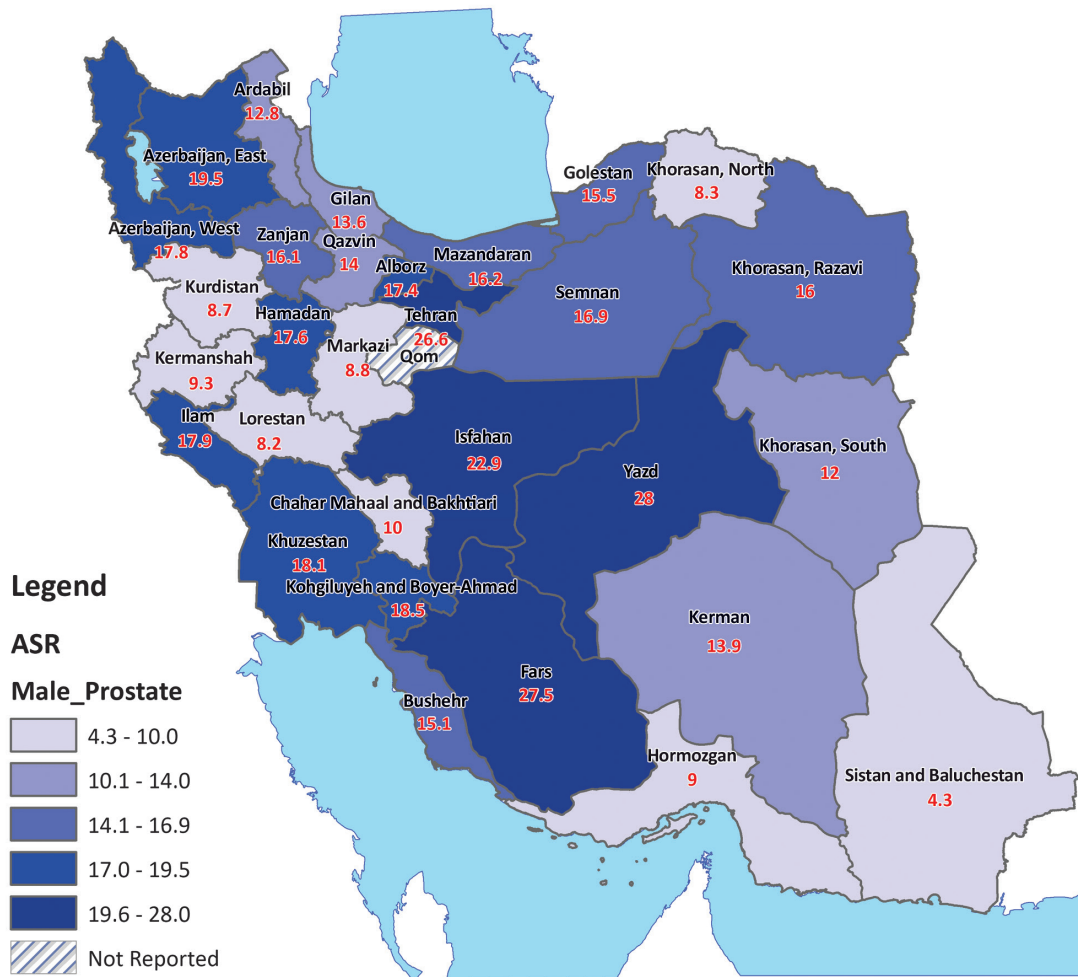 Ardabil
12.8
Azerbaijan, East
19.5
Golestan
15.5
Khorasan, North
8.3
Gilan
13.6
Azerbaijan, West
17.8
Zanjan
16.1
Qazvin
14
Mazandaran
16.2
Alborz
17.4
Khorasan, Razavi
16
Kurdistan
8.7
Semnan
16.9
Hamadan
17.6
Tehran
26.6
Markazi
8.8
Qom
Kermanshah
9.3
Ilam
17.9
Lorestan
8.2
Isfahan
22.9
Yazd
28
Khorasan, South
12
Chahar Mahaal and Bakhtiari
10
Khuzestan
18.1
Kohgiluyeh and Boyer-Ahmad
18.5
Kerman
13.9
Fars
27.5
Bushehr
15.1
Hormozgan
9
Sistan and Baluchestan
4.3
Legend
ASR
Male_Prostate
4.3 - 10.0
10.1 - 14.0
14.1 - 16.9
17.0 - 19.5
19.6 - 28.0
Not Reported